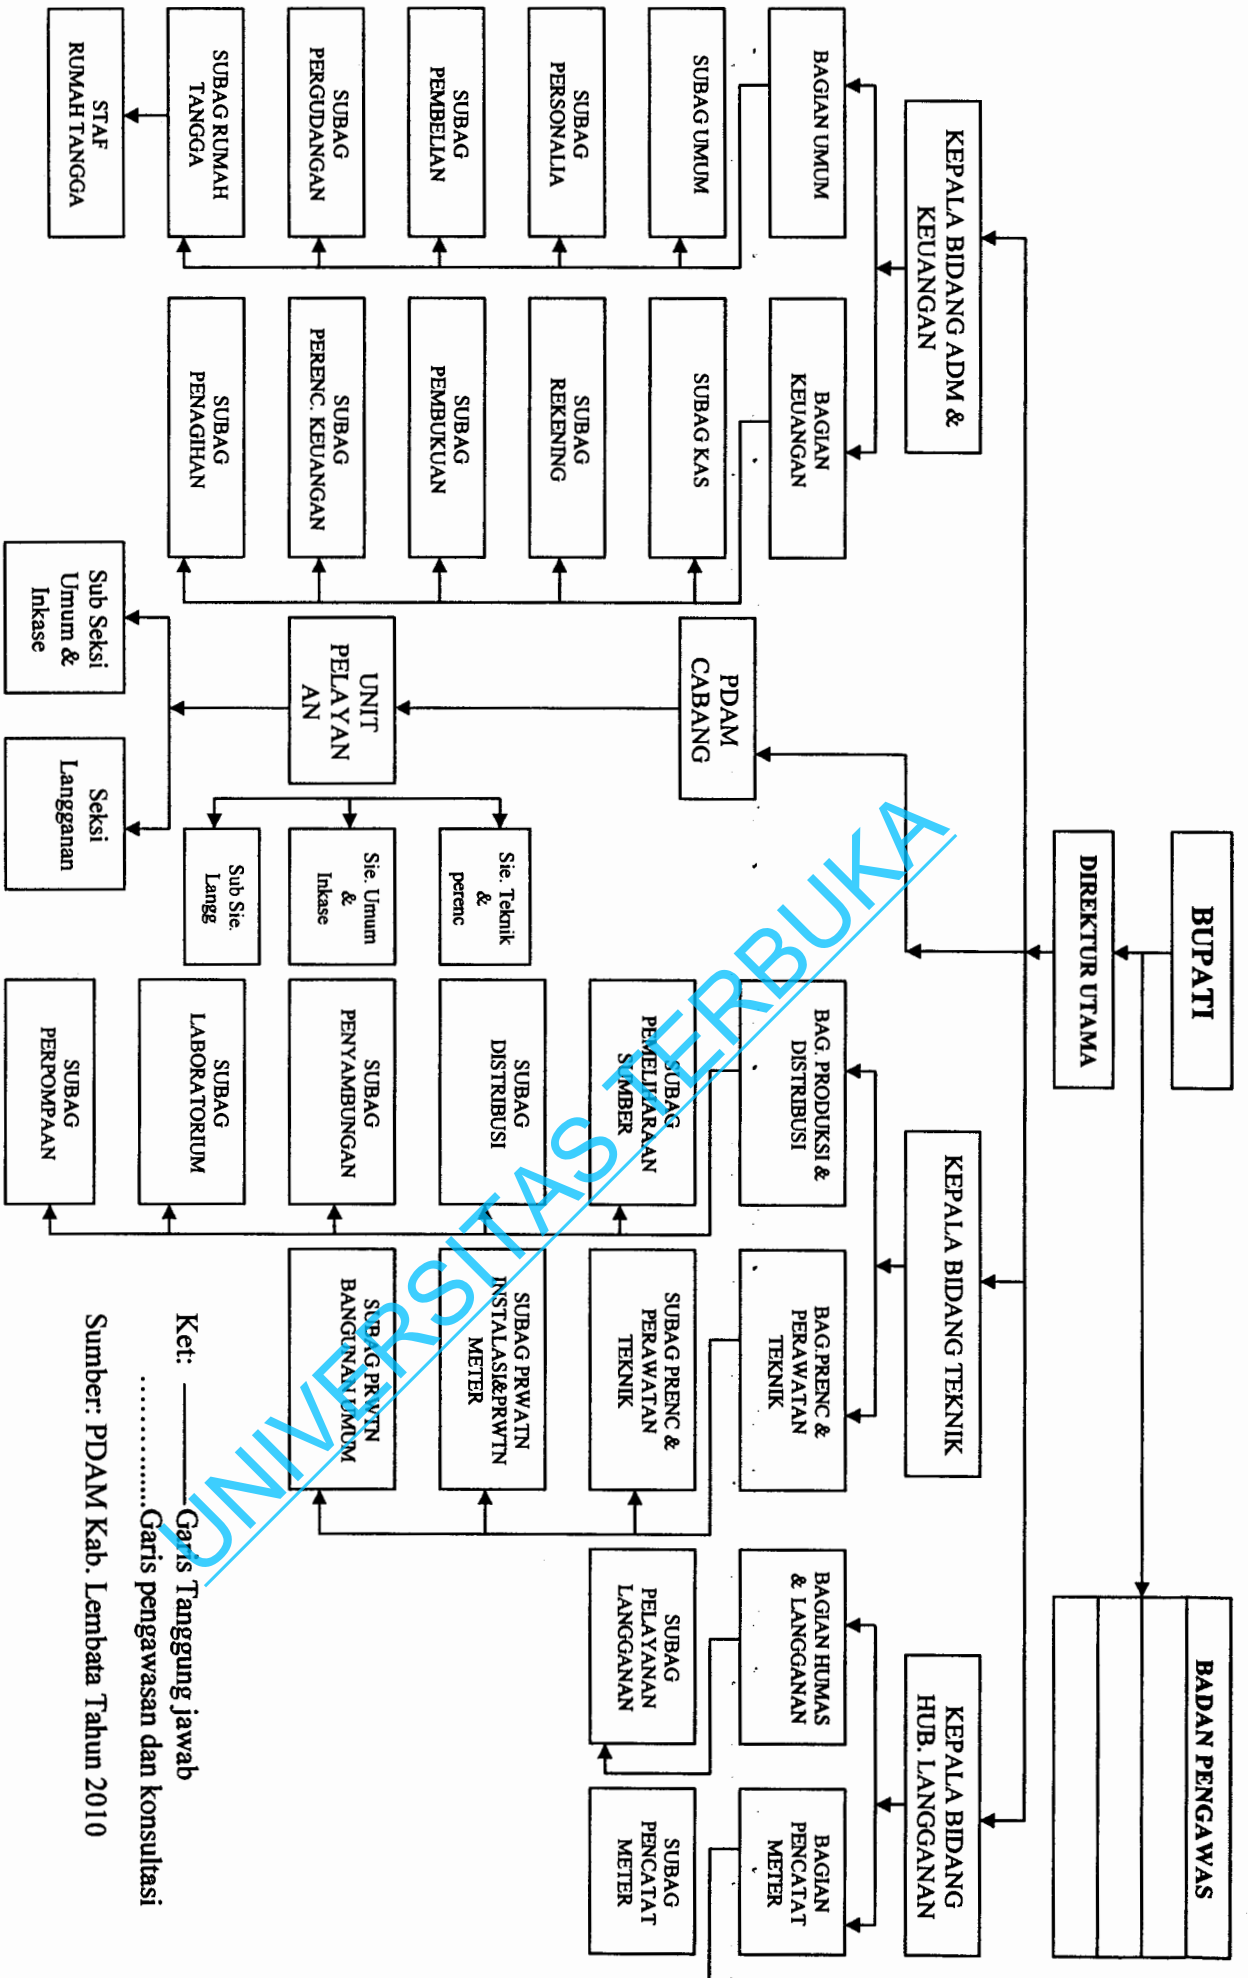 BUPATI
BADAN PENGAWAS
DIREKTUR UTAMA
KEPALA BIDANG ADM &
KEUANGAN
KEPALA BIDANG TEKNIK
KEPALA BIDANG
HUB. LANGGANAN
BAGIAN UMUM
BAGIAN
KEUANGAN
PDAM
CABANG
BAG. PRODUKSI &
DISTRIBUSI
BAG.PRENC &
PERAWATAN
TEKNIK
BAGIAN HUMAS
& LANGGANAN
BAGIAN
PENCATAT
METER
SUBAG UMUM
SUBAG KAS
SUBAG
PEMELIHARAAN
SUMBER
SUBAG PRENC &
PERAWATAN
TEKNIK
SUBAG
PELAYANAN
LANGGANAN
SUBAG
PENCATAT
METER
SUBAG
PERSONALIA
SUBAG
REKENING
Sie. Teknik
&
perenc
SUBAG
DISTRIBUSI
SUBAG PRWATN
INSTALASI&PRWTN
METER
SUBAG
PEMBELIAN
SUBAG
PEMBUKUAN
SUBAG
PERGUDANGAN
SUBAG
PERENC. KEUANGAN
UNIT
PELAYAN
AN
Sie. Umum
&
Inkase
SUBAG
PENYAMBUNGAN
SUBAG PRWTN
BANGUNAN UMUM
SUBAG RUMAH
TANGGA
SUBAG
PENAGIHAN
Sub Sie.
Langg
SUBAG
LABORATORIUM
STAF
RUMAH TANGGA
Sub Seksi
Umum &
Inkase
Seksi
Langganan
SUBAG
PERPOMPAAN
Ket: ————Garis Tanggung jawab
................Garis pengawasan dan konsultasi
Sumber: PDAM Kab. Lembata Tahun 2010
UNIVERSITAS TERBUKA